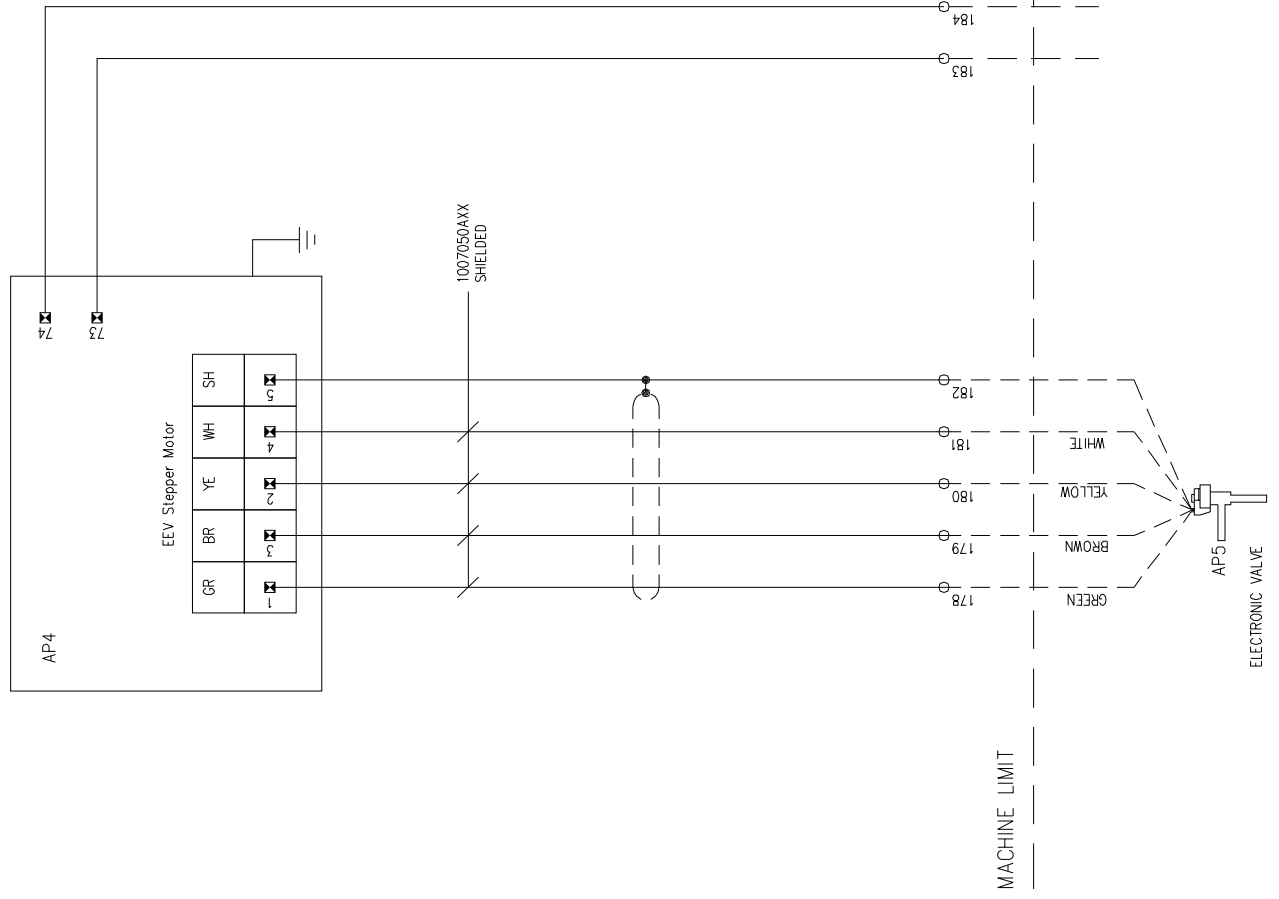 184
183
74
73
1007050AXX
SHIELDED
EEV Stepper Motor
SH
5
WH
4
YE
2
BR
3
GR
1
AP4
182
181
180
179
178
WHITE
YELLOW
BROWN
GREEN
MACHINE LIMIT
AP5
ELECTRONIC VALVE